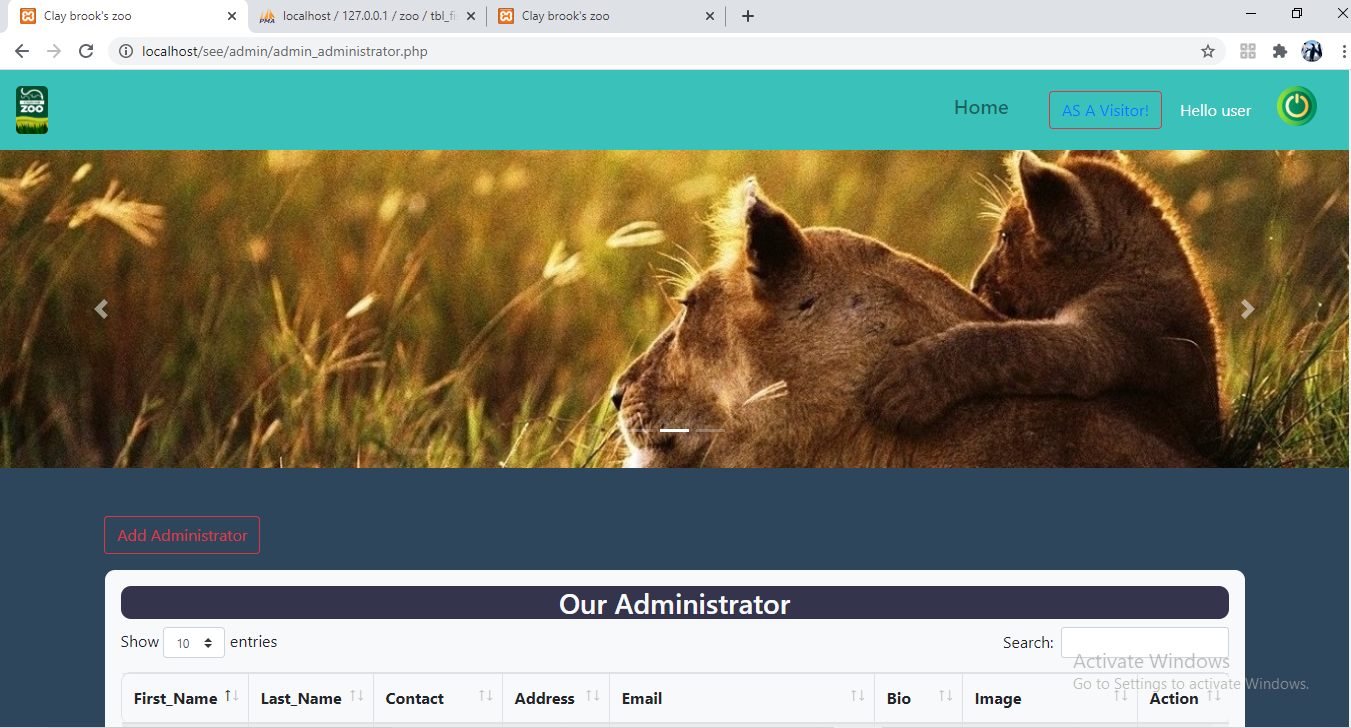 Clay brook's zoo
localhost / 127.0.0.1 / zoo / tbl_fi
Clay brook's zoo
localhost/see/admin/admin_administrator.php
ZOO
Home
AS A Visitor!
Hello user
Add Administrator
Our Administrator
Show 10 entries
Search:
Activate Windows
Go to Settings to activate Windows.
First_Name Last_Name Contact Address Email Bio Image Action